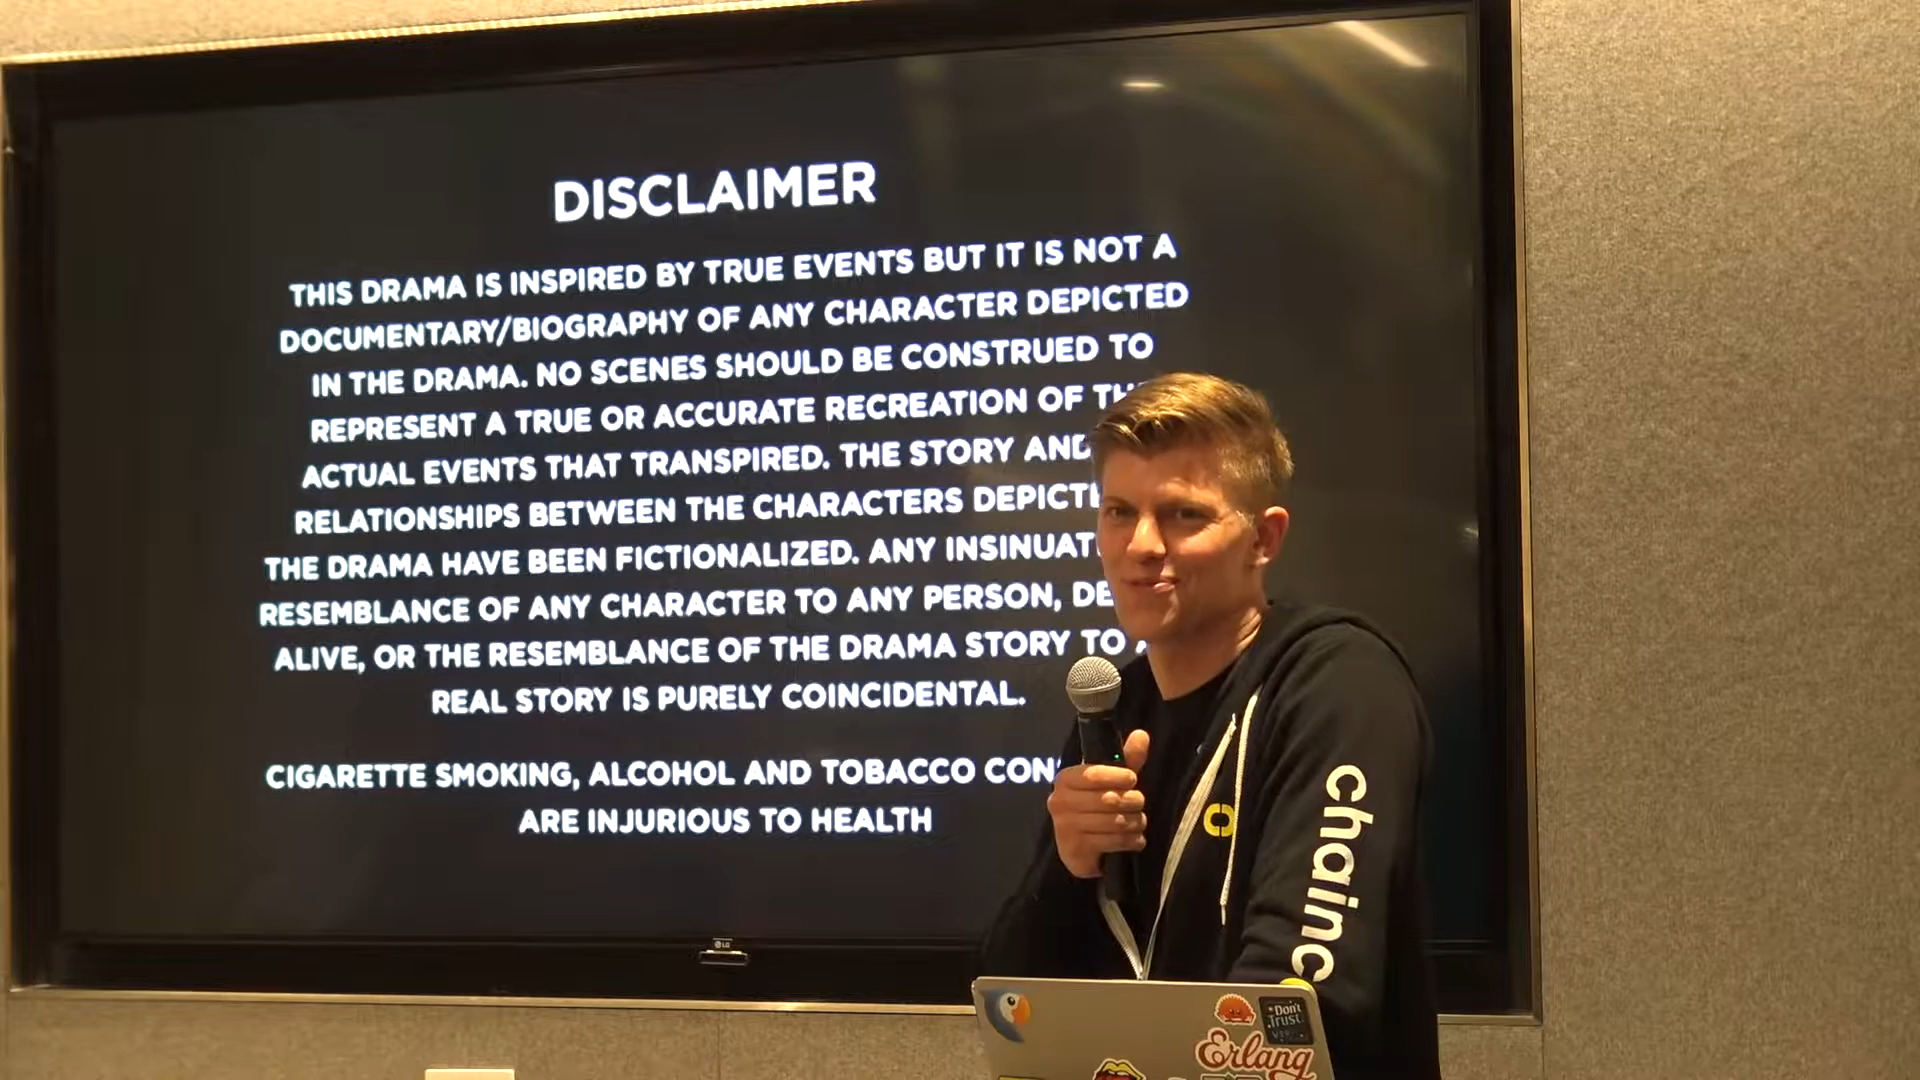 DISCLAIMER
THIS DRAMA IS INSPIRED BY TRUE EVENTS BUT IT IS NOT A
DOCUMENTARY/BIOGRAPHY OF ANY CHARACTER DEPICTED
IN THE DRAMA. NO SCENES SHOULD BE CONSTRUED TO
REPRESENT A TRUE OR ACCURATE RECREATION OF
ACTUAL EVENTS THAT TRANSPIRED. THE STORY AND
RELATIONSHIPS BETWEEN THE CHARACTERS
THE DRAMA HAVE BEEN FICTIONALIZED. ANY
RESEMBLANCE OF ANY CHARACTER TO ANY PERSON,
ALIVE, OR THE RESEMBLANCE OF THE DRAMA STORY TO
REAL STORY IS PURELY COINCIDENTAL.
CIGARETTE SMOKING, ALCOHOL AND TOBACCO
ARE INJURIOUS TO HEALTH
LG
chainc
Don't
Trust
Erlang